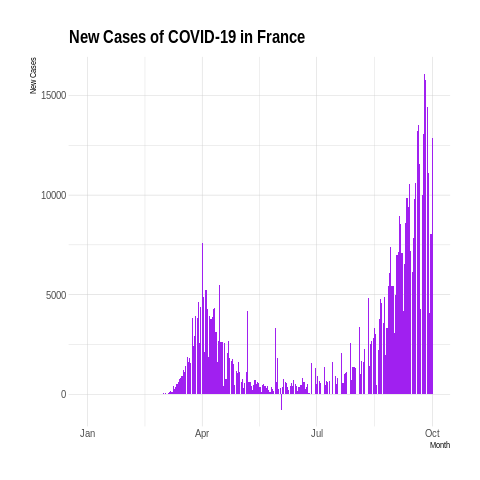 New Cases of COVID-19 in France
New Cases
15000
10000
5000
0
Jan Apr Jul Oct
Month